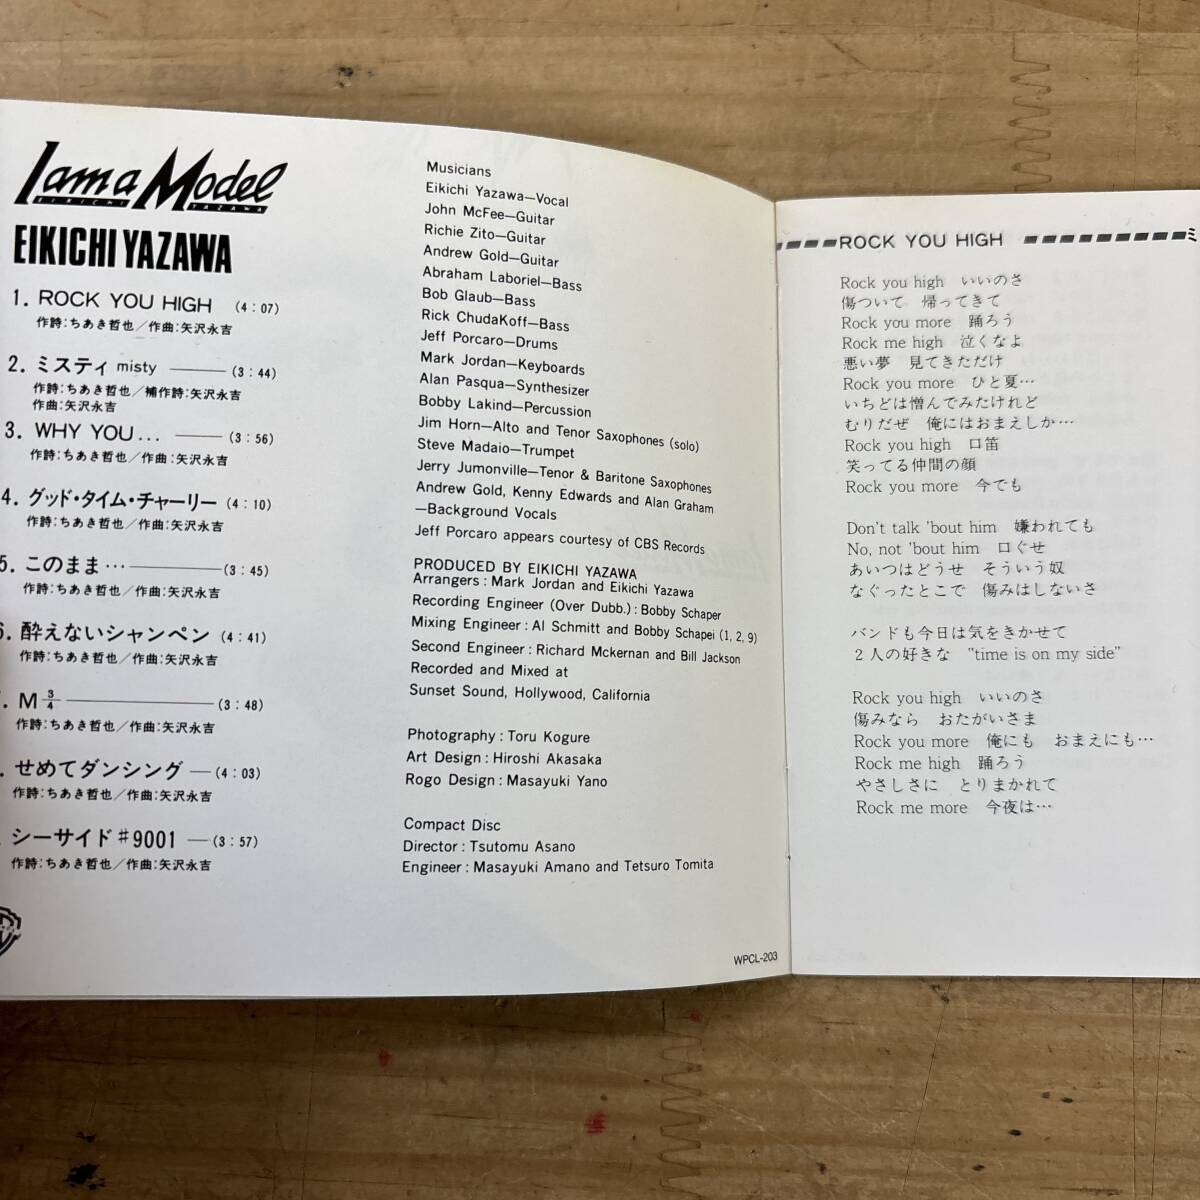 I am a Model
EIKICHI YAZAWA
EIKICHI YAZAWA
1. ROCK YOU HIGH (4:07)
作詩:ちあき哲也/作曲:矢沢永吉
2. ミスティ misty (3:44)
作詩:ちあき哲也/補作詩:矢沢永吉
作曲:矢沢永吉
3. WHY YOU... (3:56)
作詩:ちあき哲也/作曲:矢沢永吉
4. グッド・タイム・チャーリー (4:10)
作詩:ちあき哲也/作曲:矢沢永吉
5. このまま… (3:45)
作詩:ちあき哲也/作曲:矢沢永吉
6. 酔えないシャンペン (4:41)
作詩:ちあき哲也/作曲:矢沢永吉
. M 3/4 (3:48)
作詩:ちあき哲也/作曲:矢沢永吉
. せめてダンシング (4:03)
作詩:ちあき哲也/作曲:矢沢永吉
. シーサイド#9001 (3:57)
作詩:ちあき哲也/作曲:矢沢永吉
Musicians
Eikichi Yazawa—Vocal
John McFee—Guitar
Richie Zito—Guitar
Andrew Gold—Guitar
Abraham Laboriel—Bass
Bob Glaub—Bass
Rick ChudaKoff—Bass
Jeff Porcaro—Drums
Mark Jordan—Keyboards
Alan Pasqua—Synthesizer
Bobby Lakind—Percussion
Jim Horn—Alto and Tenor Saxophones (solo)
Steve Madaio—Trumpet
Jerry Jumonville—Tenor & Baritone Saxophones
Andrew Gold, Kenny Edwards and Alan Graham
—Background Vocals
Jeff Porcaro appears courtesy of CBS Records
PRODUCED BY EIKICHI YAZAWA
Arrangers: Mark Jordan and Eikichi Yazawa
Recording Engineer (Over Dubb.): Bobby Schaper
Mixing Engineer: Al Schmitt and Bobby Schapei (1, 2, 9)
Second Engineer: Richard Mckernan and Bill Jackson
Recorded and Mixed at
Sunset Sound, Hollywood, California
Photography: Toru Kogure
Art Design: Hiroshi Akasaka
Rogo Design: Masayuki Yano
Compact Disc
Director: Tsutomu Asano
Engineer: Masayuki Amano and Tetsuro Tomita
WPCL-203
ROCK YOU HIGH
ミ
Rock you high いいのさ
傷ついて 帰ってきて
Rock you more 踊ろう
Rock me high 泣くなよ
悪い夢 見てきただけ
Rock you more ひと夏…
いちどは憎んでみたけれど
むりだぜ 俺にはおまえしか…
Rock you high 口笛
笑ってる仲間の顔
Rock you more 今でも
Don't talk 'bout him 嫌われても
No, not 'bout him 口ぐせ
あいつはどうせ そういう奴
なぐったとこで 傷みはしないさ
バンドも今日は気をきかせて
2人の好きな "time is on my side"
Rock you high いいのさ
傷みなら おたがいさま
Rock you more 俺にも おまえにも…
Rock me high 踊ろう
やさしさに とりまかれて
Rock me more 今夜は…